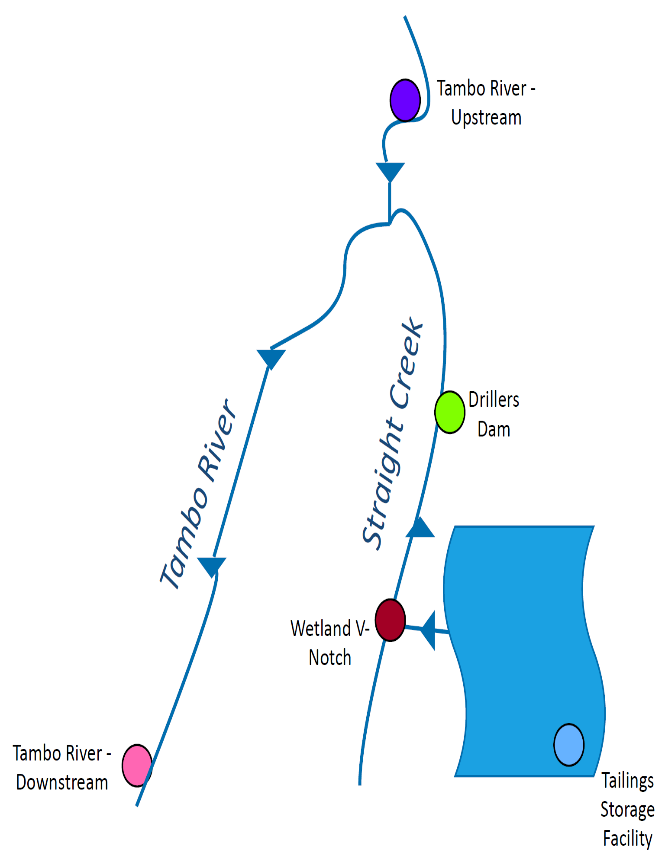 Tambo River -
Upstream
Straight Creek
Drillers
Dam
Tambo River
Wetland V-
Notch
Tambo River -
Downstream
Tailings
Storage
Facility